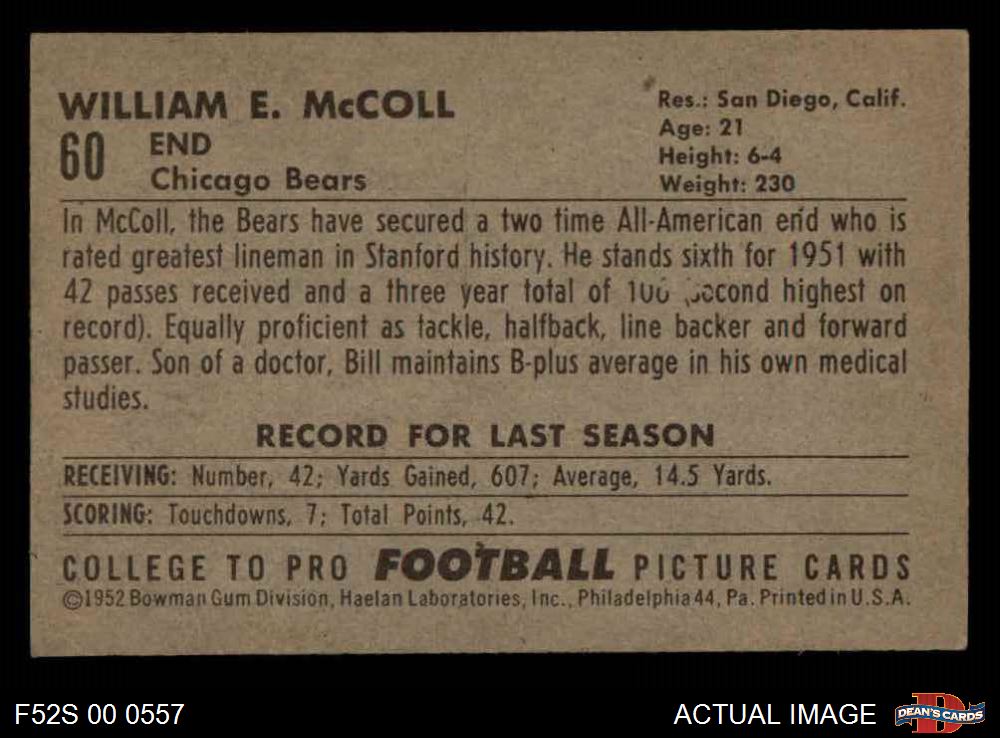 WILLIAM E. McCOLL
60
END
Chicago Bears
Res.: San Diego, Calif.
Age: 21
Height: 6-4
Weight: 230
In McColl, the Bears have secured a two time All-American end who is
rated greatest lineman in Stanford history. He stands sixth for 1951 with
42 passes received and a three year total of highest on
record). Equally proficient as tackle, halfback, line backer and forward
passer. Son of a doctor, Bill maintains B-plus average in his own medical
studies.
RECORD FOR LAST SEASON
RECEIVING: Number, 42; Yards Gained, 607; Average, 14.5 Yards.
SCORING: Touchdowns, 7; Total Points, 42.
COLLEGE TO PRO FOOTBALL PICTURE CARDS
©1952 Bowman Gum Division, Haelan Laboratories, Inc., Philadelphia 44, Pa. Printed in U.S.A.
F52S 00 0557
ACTUAL IMAGE
D
DEAN'S CARDS